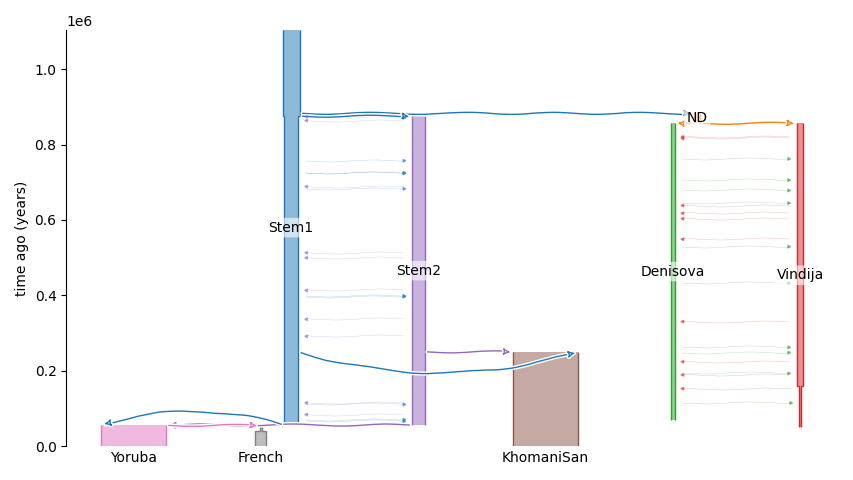 1e6
1.0
ND
0.8
0.6
Stem1
time ago (years)
Stem2
Denisova
Vindija
0.4
0.2
0.0
Yoruba
French
KhomaniSan